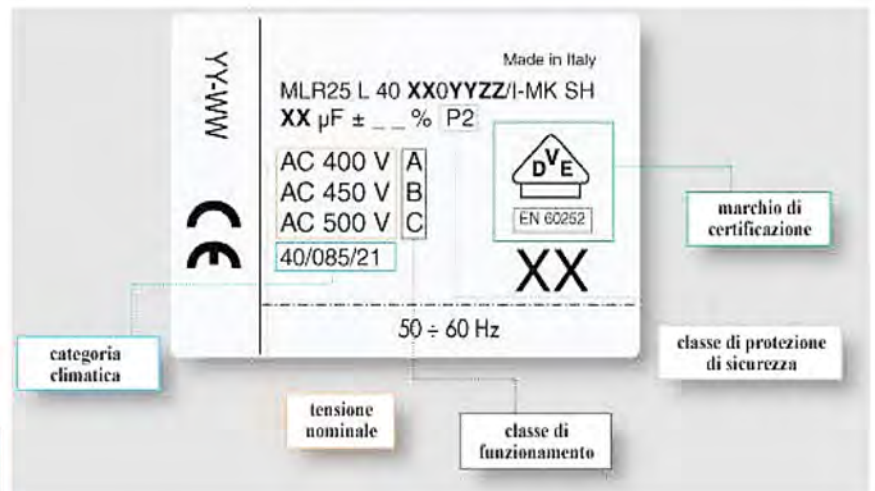 YY-WW
CE
Made in Italy
MLR25 L 40 XX0YYZZ/I-MK SH
XX µF ± _ _ % P2
AC 400 V A
AC 450 V B
AC 500 V C
40/085/21
DVE
EN 60252
XX
50 ÷ 60 Hz
marchio di
certificazione
classe di protezione
di sicurezza
categoria
climatica
tensione
nominale
classe di
funzionamento